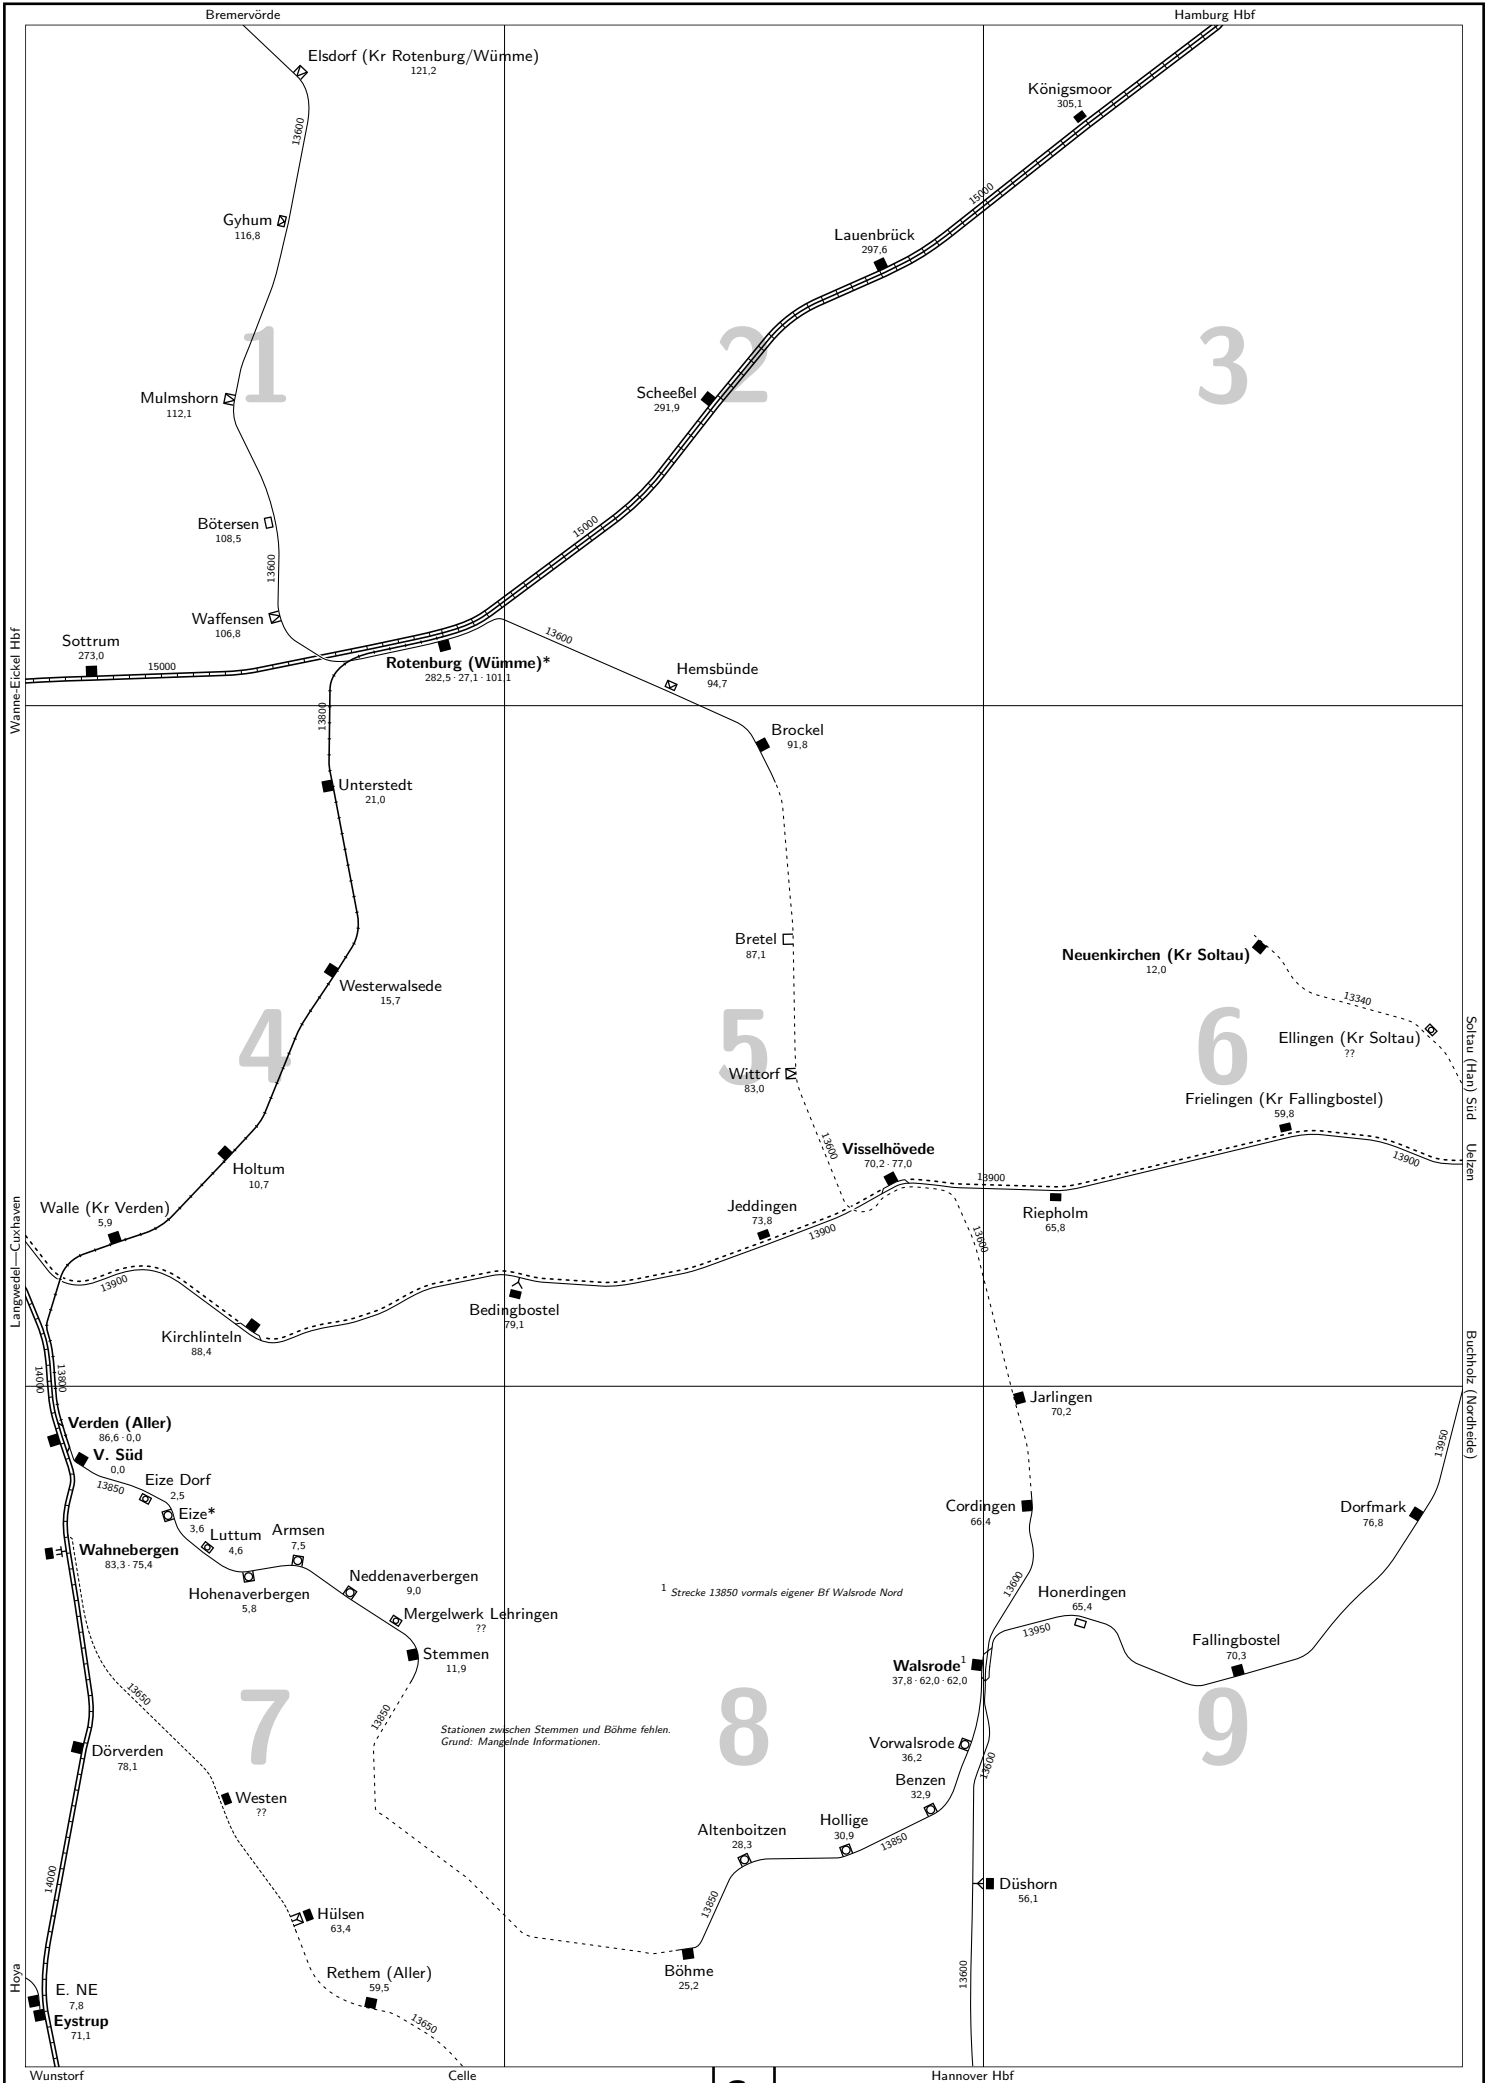 Bremervörde
Hamburg Hbf
Elsdorf (Kr Rotenburg/Wümme)
121,2
Königsmoor
305,1
13600
15000
Gyhum
116,8
Lauenbrück
297,6
1
2
3
Mulmshorn
112,1
Scheeßel
291,9
Bötersen
108,5
15000
13600
Waffensen
106,8
Wanne-Eickel Hbf
Sottrum
273,0
15000
13600
Rotenburg (Wümme)*
282,5 · 27,1 · 101,1
Hemsbünde
94,7
13800
Brockel
91,8
Unterstedt
21,0
Bretel
87,1
Neuenkirchen (Kr Soltau)
12,0
Westerwalsede
15,7
13340
Ellingen (Kr Soltau)
??
4
5
6
Soltau (Han) Süd
Wittorf
83,0
Frielingen (Kr Fallingbostel)
59,8
13600
Visselhövede
70,2 · 77,0
13900
Uelzen
Holtum
10,7
13900
Walle (Kr Verden)
5,9
Jeddingen
73,8
Riepholm
65,8
13900
13600
Langwedel—Cuxhaven
13900
Bedingbostel
79,1
Kirchlinteln
88,4
14000
13800
Buchholz (Nordheide)
Jarlingen
70,2
Verden (Aller)
86,6 · 0,0
V. Süd
0,0
13950
13850
Eize Dorf
2,5
Eize*
3,6
Cordingen
66,4
Dorfmark
76,8
Luttum
4,6
Armsen
7,5
Wahnebergen
83,3 · 75,4
Neddenaverbergen
9,0
Hohenaverbergen
5,8
1 Strecke 13850 vormals eigener Bf Walsrode Nord
13600
Honerdingen
65,4
Mergelwerk Lehringen
??
13950
Stemmen
11,9
Fallingbostel
70,3
Walsrode1
37,8 · 62,0 · 62,0
13650
13850
7
8
9
Stationen zwischen Stemmen und Böhme fehlen.
Grund: Mangelnde Informationen.
Dörverden
78,1
Vorwalsrode
36,2
13600
Benzen
32,9
Westen
??
Altenboitzen
28,3
Hollige
30,9
13850
14000
13850
Düshorn
56,1
Hülsen
63,4
Böhme
25,2
Rethem (Aller)
59,5
13600
Hoya
E. NE
7,8
Eystrup
71,1
13650
Wunstorf
Celle
Hannover Hbf